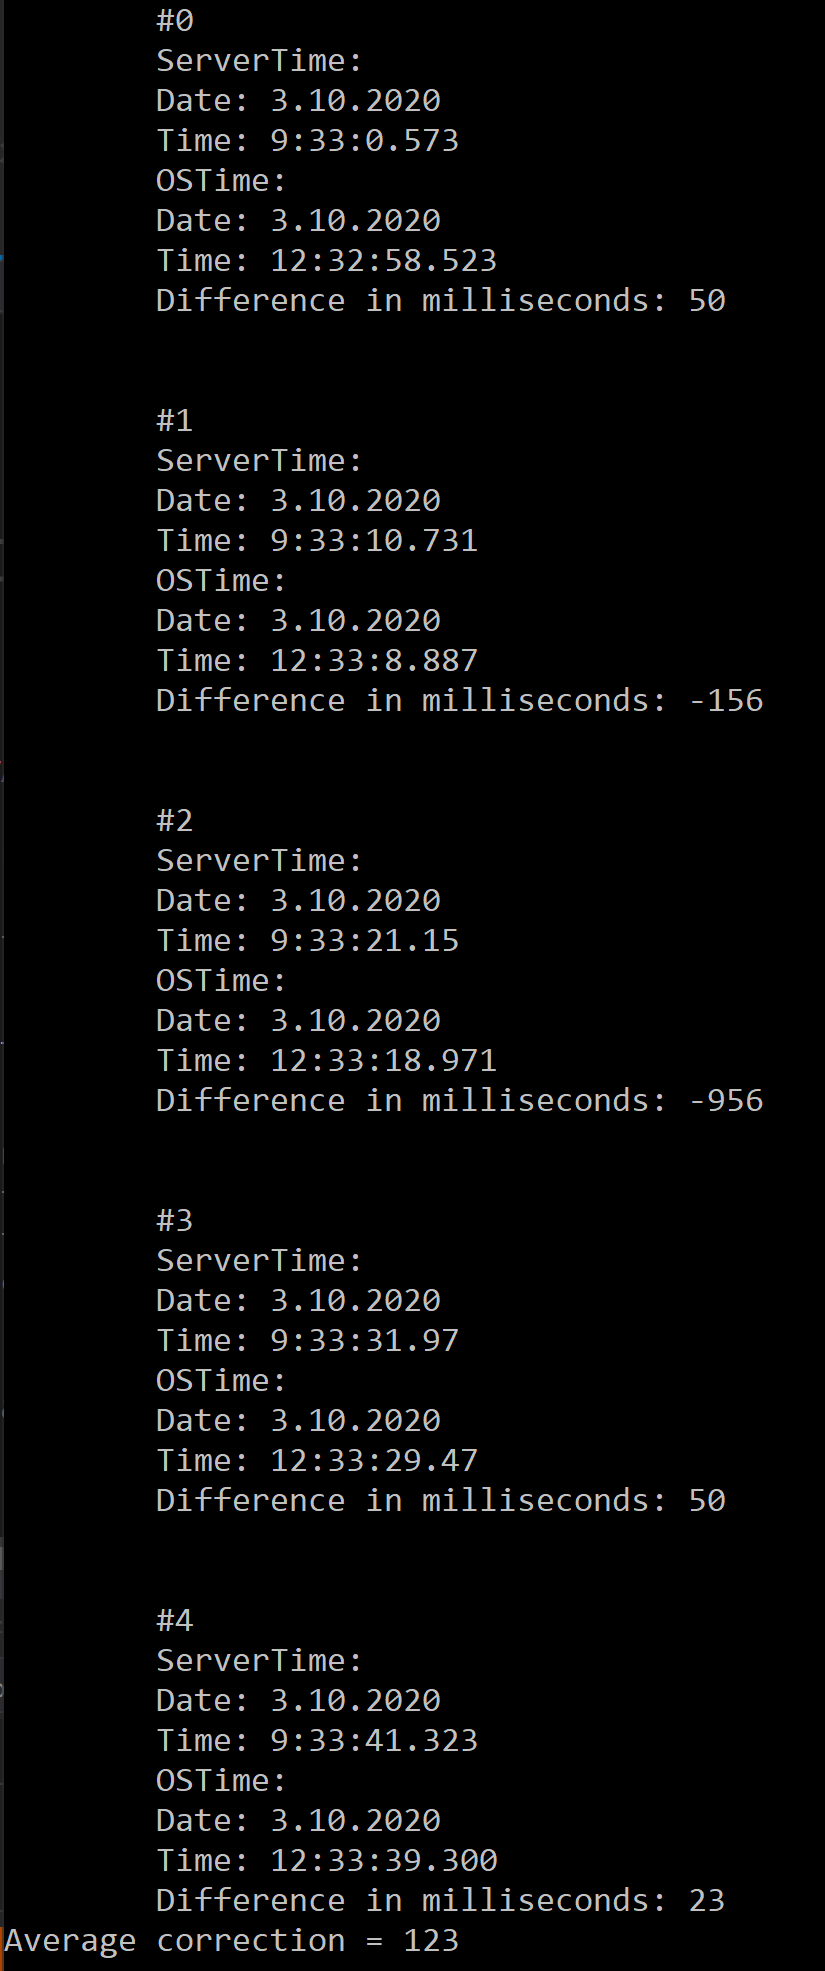 #0
ServerTime:
Date: 3.10.2020
Time: 9:33:0.573
OSTime:
Date: 3.10.2020
Time: 12:32:58.523
Difference in milliseconds: 50
#1
ServerTime:
Date: 3.10.2020
Time: 9:33:10.731
OSTime:
Date: 3.10.2020
Time: 12:33:8.887
Difference in milliseconds: -156
#2
ServerTime:
Date: 3.10.2020
Time: 9:33:21.15
OSTime:
Date: 3.10.2020
Time: 12:33:18.971
Difference in milliseconds: -956
#3
ServerTime:
Date: 3.10.2020
Time: 9:33:31.97
OSTime:
Date: 3.10.2020
Time: 12:33:29.47
Difference in milliseconds: 50
#4
ServerTime:
Date: 3.10.2020
Time: 9:33:41.323
OSTime:
Date: 3.10.2020
Time: 12:33:39.300
Difference in milliseconds: 23
Average correction = 123